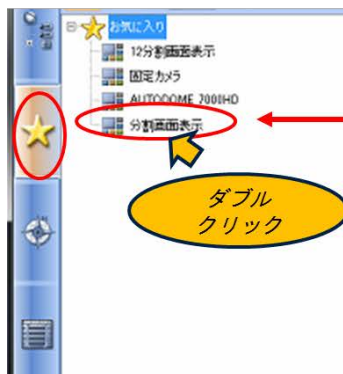 お気に入り
12分割画面表示
固定カメラ
AUTODOME 7000HD
分割画面表示
ダブル
クリック